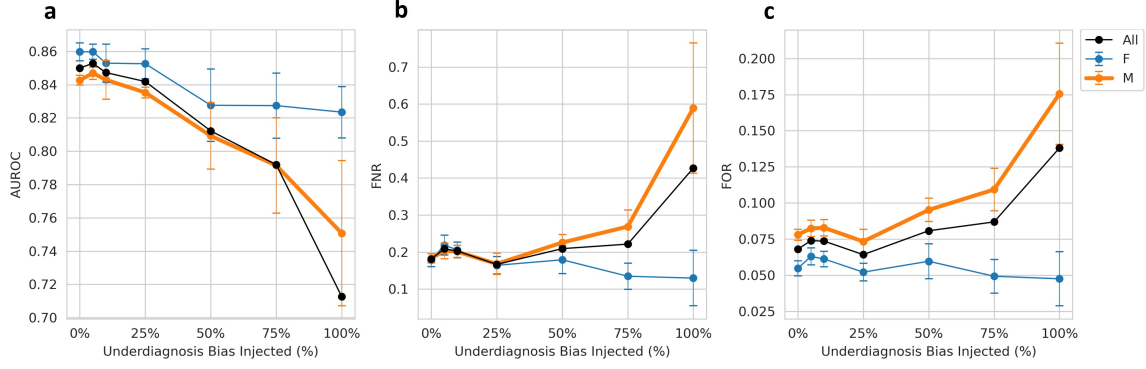 a
0.86
0.84
0.82
0.80
0.78
0.76
0.74
0.72
0.70
AUROC
0% 25% 50% 75% 100%
Underdiagnosis Bias Injected (%)
b
0.7
0.6
0.5
0.4
0.3
0.2
0.1
FNR
0% 25% 50% 75% 100%
Underdiagnosis Bias Injected (%)
c
0.200
0.175
0.150
0.125
0.100
0.075
0.050
0.025
FOR
0% 25% 50% 75% 100%
Underdiagnosis Bias Injected (%)
All
F
M